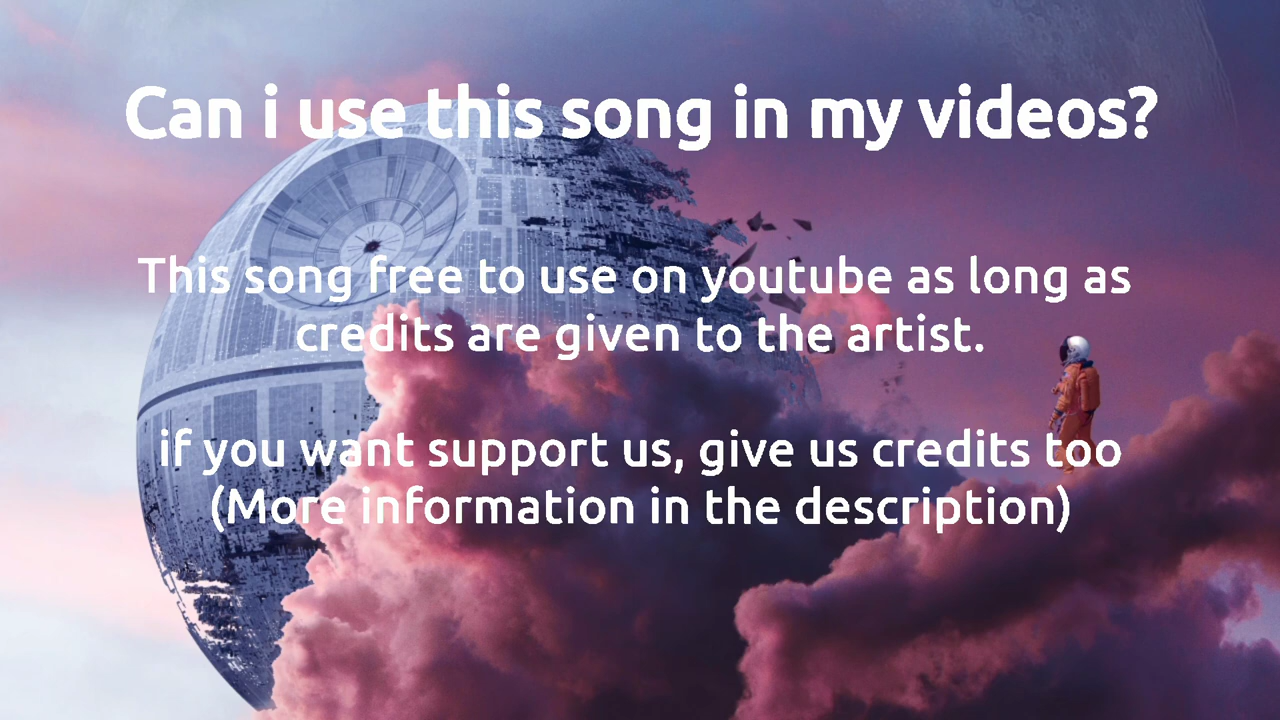 Can i use this song in my videos?
This song free to use on youtube as long as
credits are given to the artist.
if you want support us, give us credits too
(More information in the description)